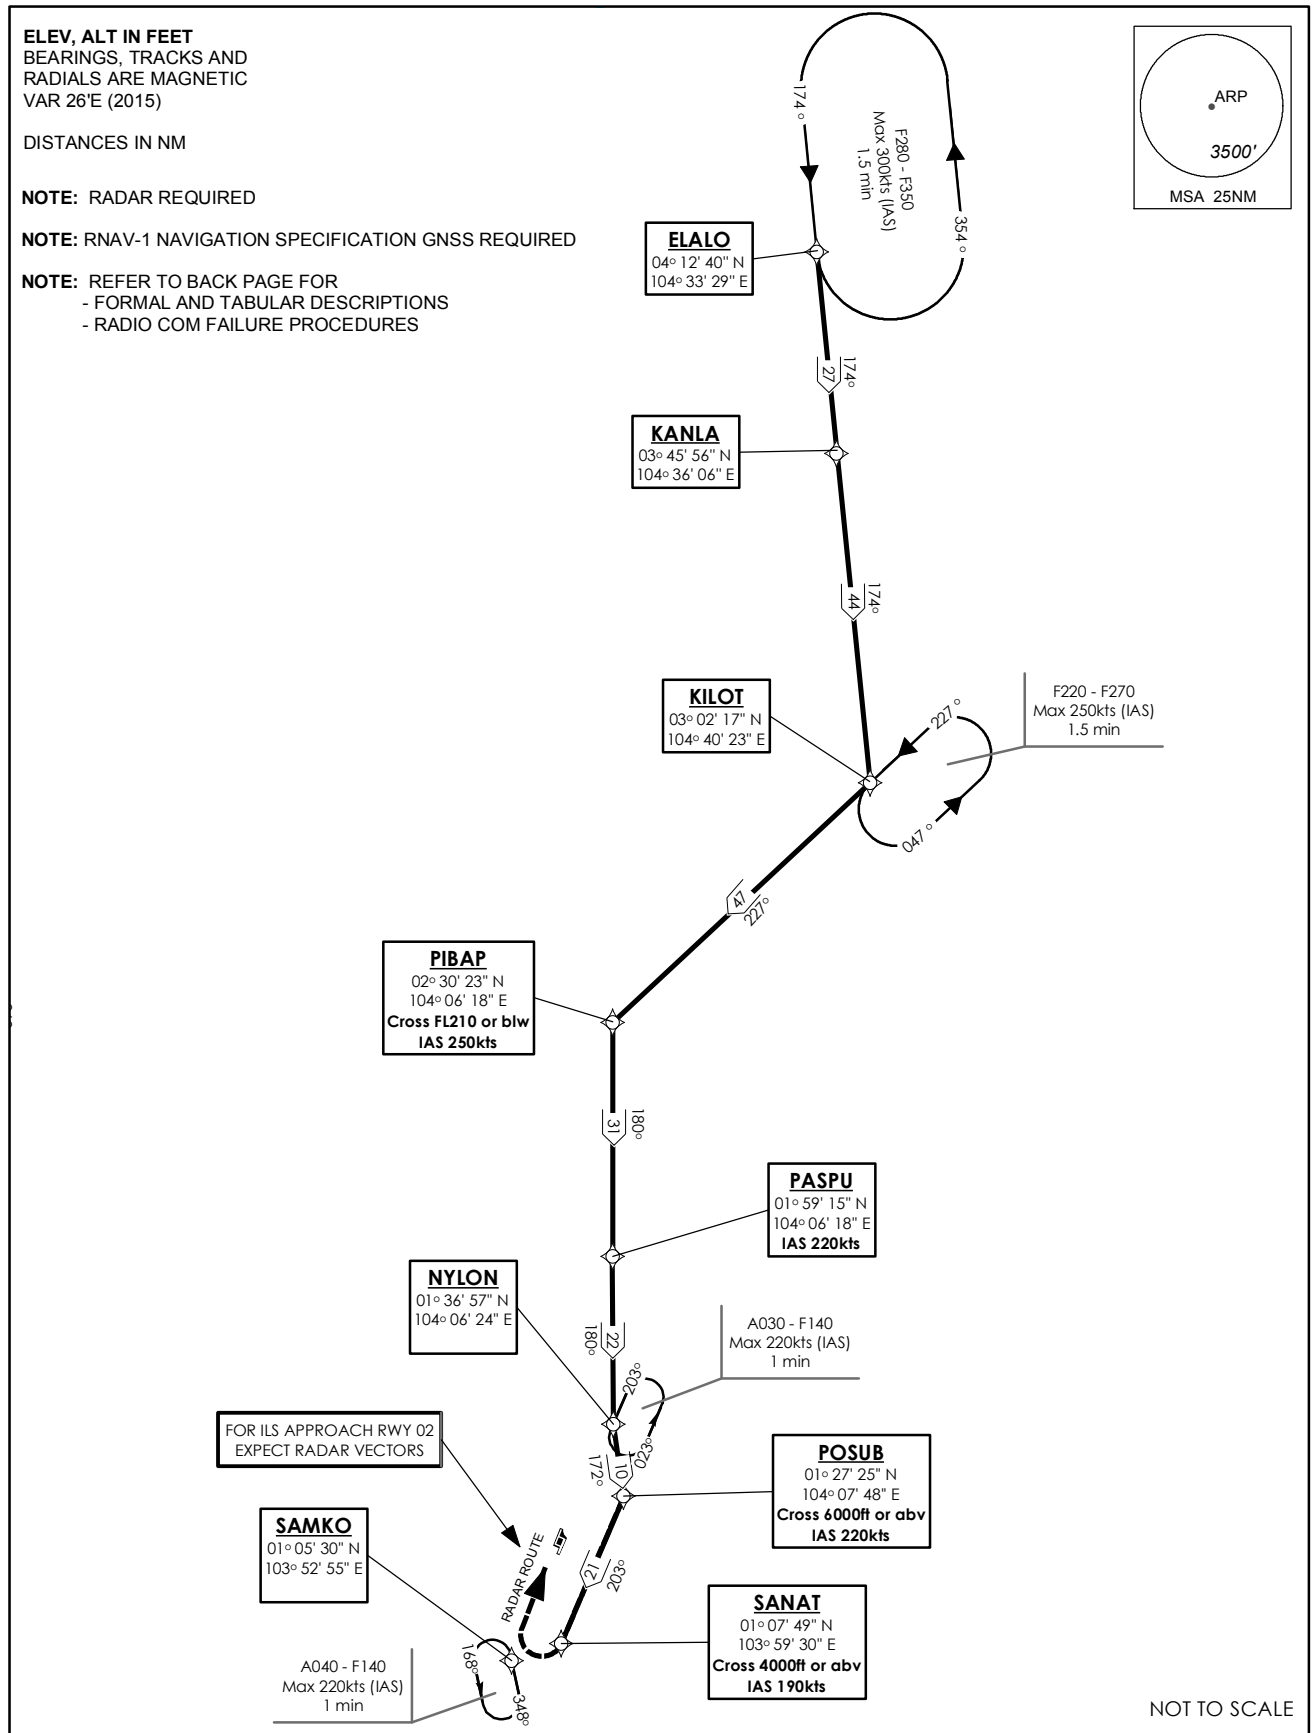 ELEV, ALT IN FEET
BEARINGS, TRACKS AND
RADIALS ARE MAGNETIC
VAR 26'E (2015)
DISTANCES IN NM
NOTE: RADAR REQUIRED
NOTE: RNAV-1 NAVIGATION SPECIFICATION GNSS REQUIRED
NOTE: REFER TO BACK PAGE FOR
- FORMAL AND TABULAR DESCRIPTIONS
- RADIO COM FAILURE PROCEDURES
ARP
3500'
MSA 25NM
174°
F280 - F350
Max 300kts (IAS)
1.5 min
354°
ELALO
04° 12' 40" N
104° 33' 29" E
27
174°
KANLA
03° 45' 56" N
104° 36' 06" E
44
174°
KILOT
03° 02' 17" N
104° 40' 23" E
227°
047°
F220 - F270
Max 250kts (IAS)
1.5 min
47
227°
PIBAP
02° 30' 23" N
104° 06' 18" E
Cross FL210 or blw
IAS 250kts
31
180°
PASPU
01° 59' 15" N
104° 06' 18" E
IAS 220kts
NYLON
01° 36' 57" N
104° 06' 24" E
22
180°
A030 - F140
Max 220kts (IAS)
1 min
203°
023°
10
172°
FOR ILS APPROACH RWY 02
EXPECT RADAR VECTORS
POSUB
01° 27' 25" N
104° 07' 48" E
Cross 6000ft or abv
IAS 220kts
SAMKO
01° 05' 30" N
103° 52' 55" E
RADAR ROUTE
21
203°
SANAT
01° 07' 49" N
103° 59' 30" E
Cross 4000ft or abv
IAS 190kts
168°
348°
A040 - F140
Max 220kts (IAS)
1 min
NOT TO SCALE